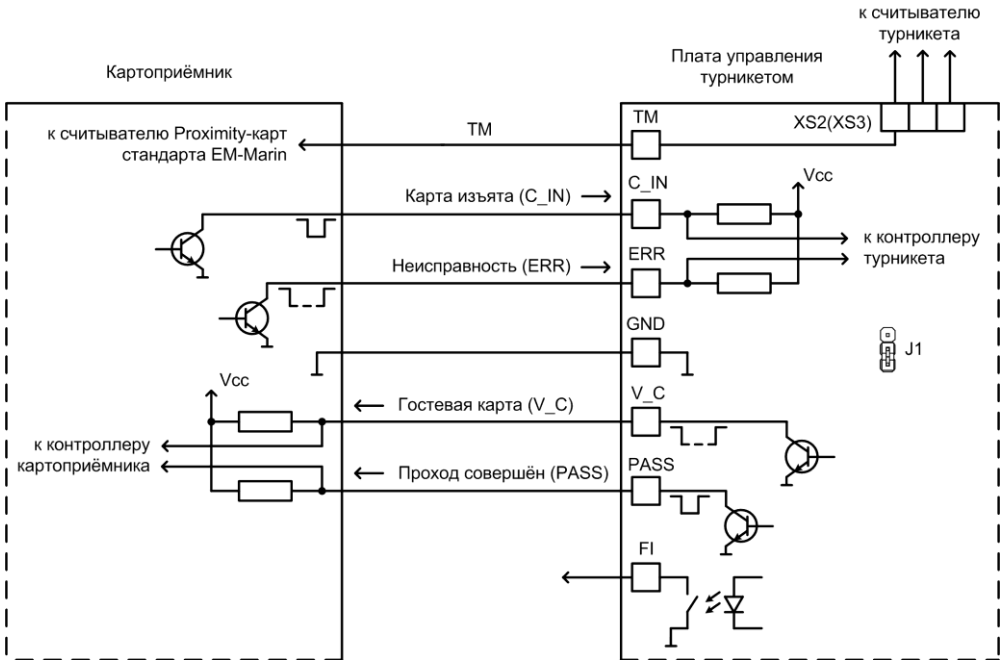 к считывателю
турникета
Картоприёмник
Плата управления
турникетом
к считывателю Proximity-карт
стандарта EM-Marin
TM
TM
XS2(XS3)
Карта изъята (C_IN)
C_IN
Vcc
к контроллеру
турникета
Неисправность (ERR)
ERR
GND
J1
Vcc
Гостевая карта (V_C)
V_C
к контроллеру
картоприёмника
Проход совершён (PASS)
PASS
FI